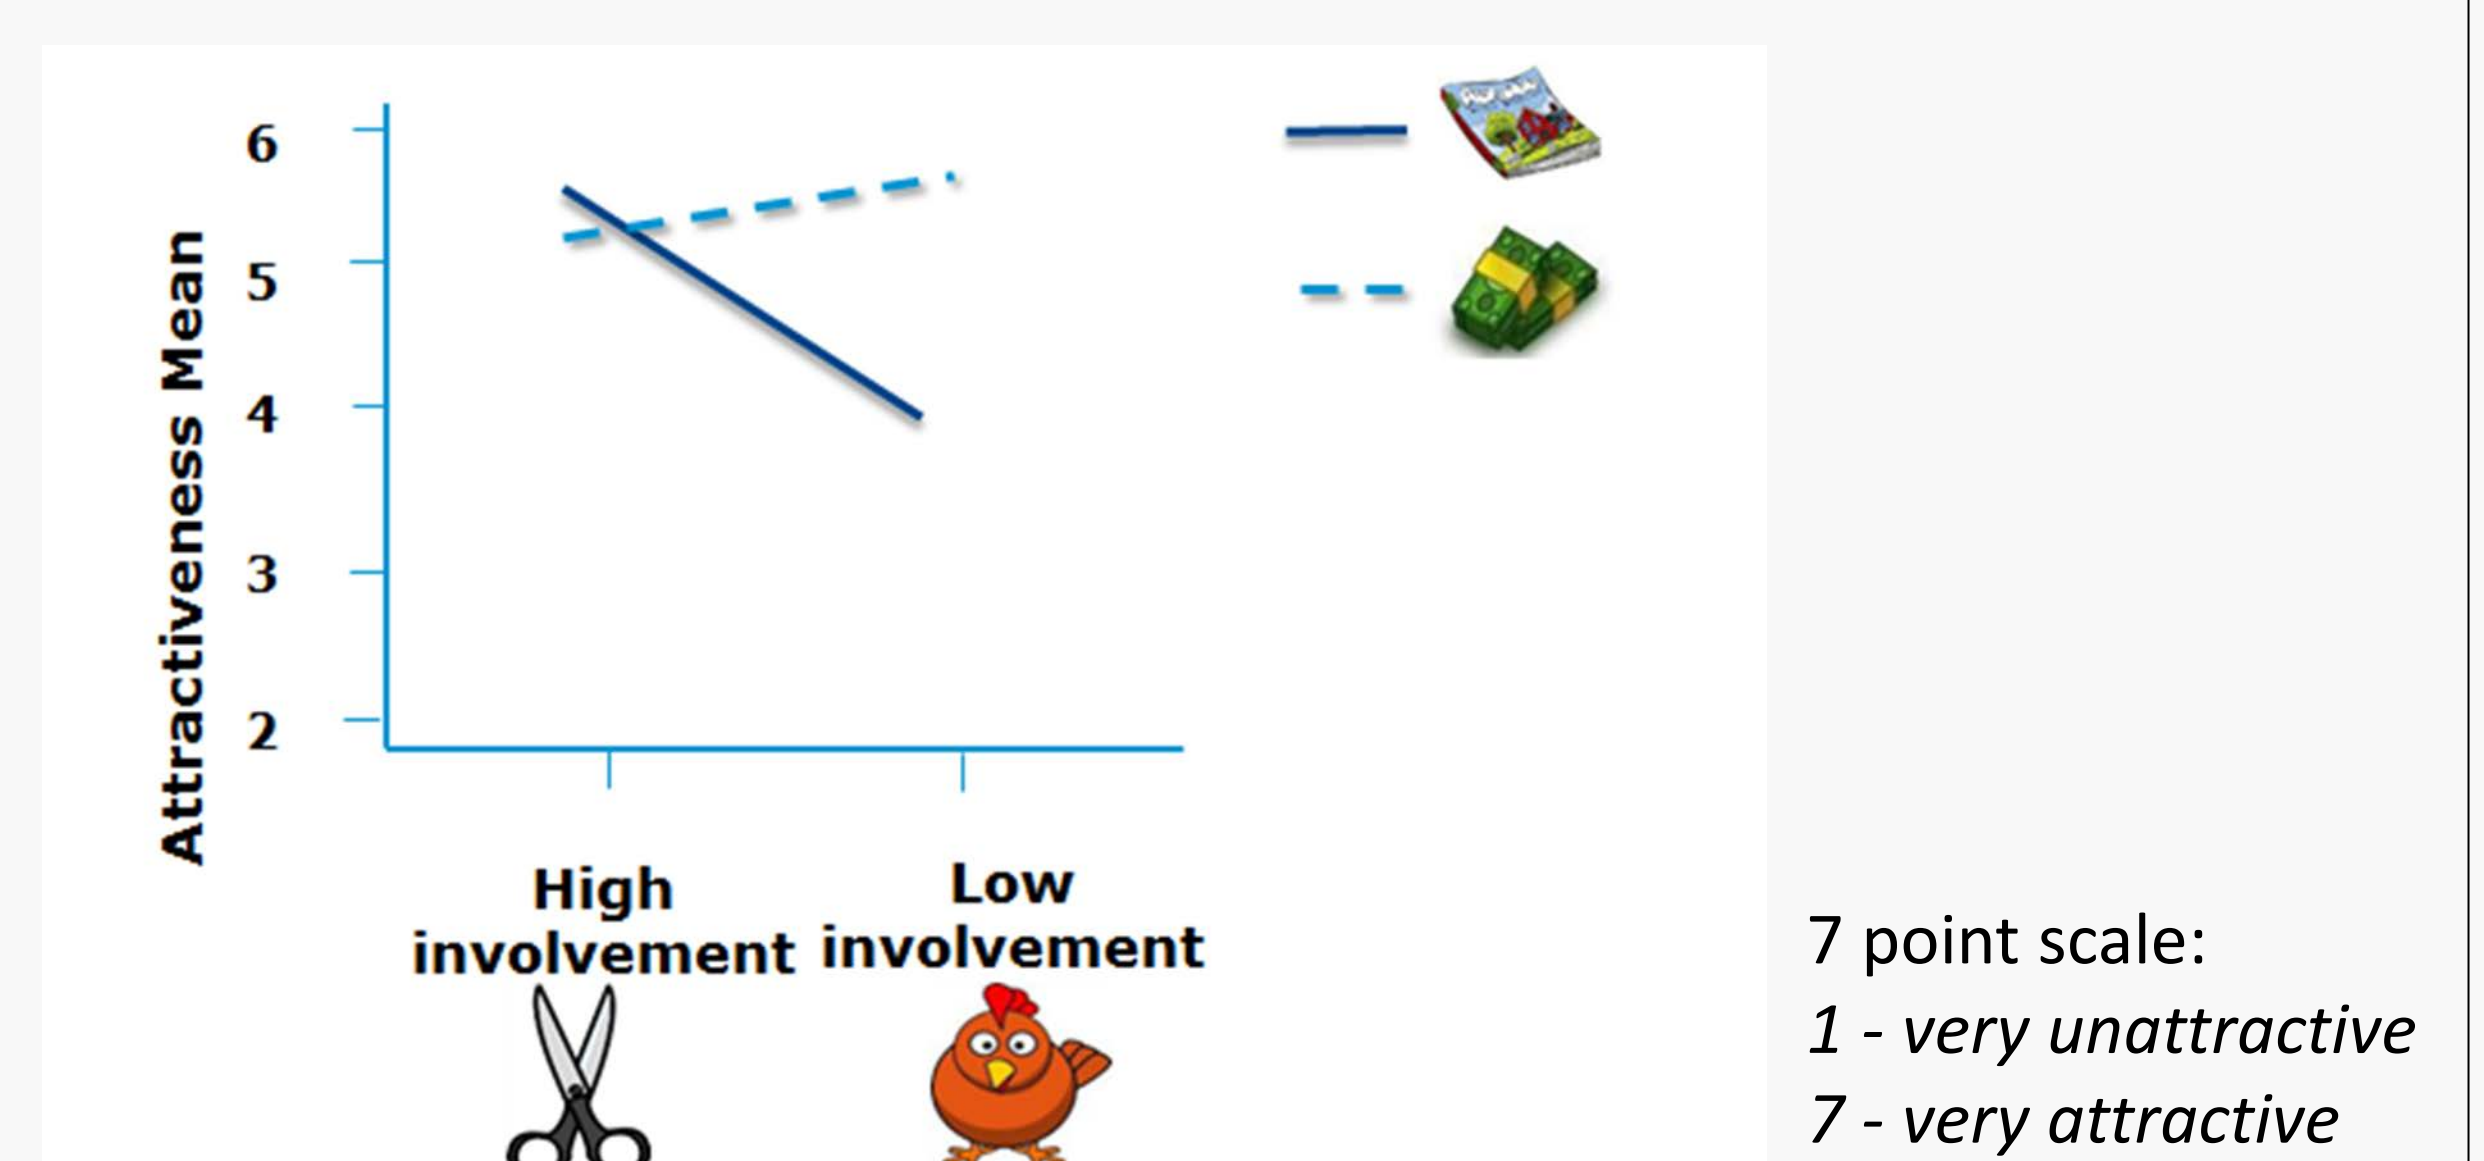 6
5
4
3
2
Attractiveness Mean
High
involvement
Low
involvement
7 point scale:
1 - very unattractive
7 - very attractive